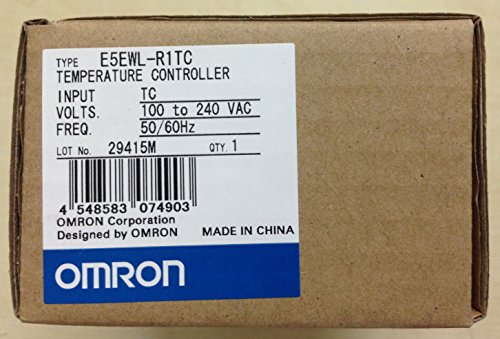 TYPE E5EWL-R1TC
TEMPERATURE CONTROLLER
INPUT TC
VOLTS. 100 to 240 VAC
FREQ. 50/60Hz
LOT No. 29415M QTY. 1
4 548583 074903
OMRON Corporation
Designed by OMRON MADE IN CHINA
OMRON